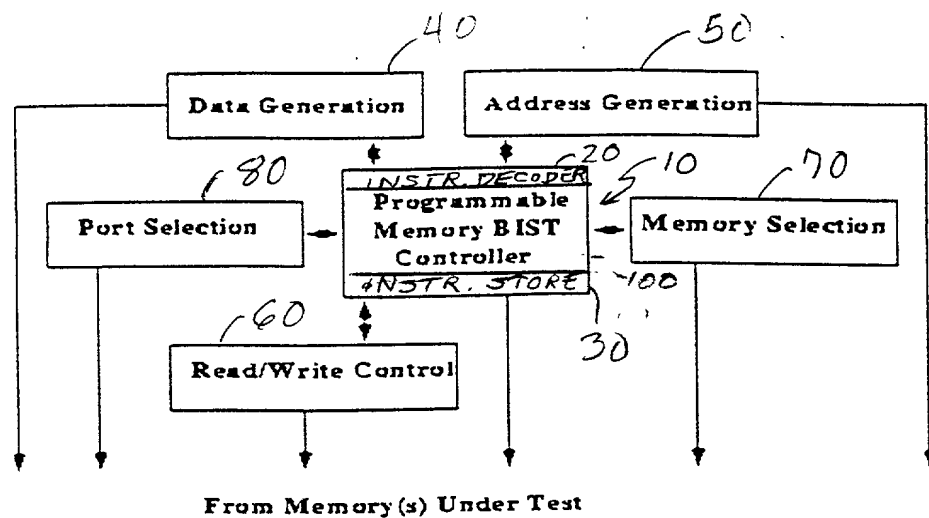 40
50
Data Generation
Address Generation
80
20
10
70
INSTR. DECODER
Port Selection
Programmable
Memory BIST
Controller
Memory Selection
INSTR. STORE
100
60
30
Read/Write Control
From Memory(s) Under Test